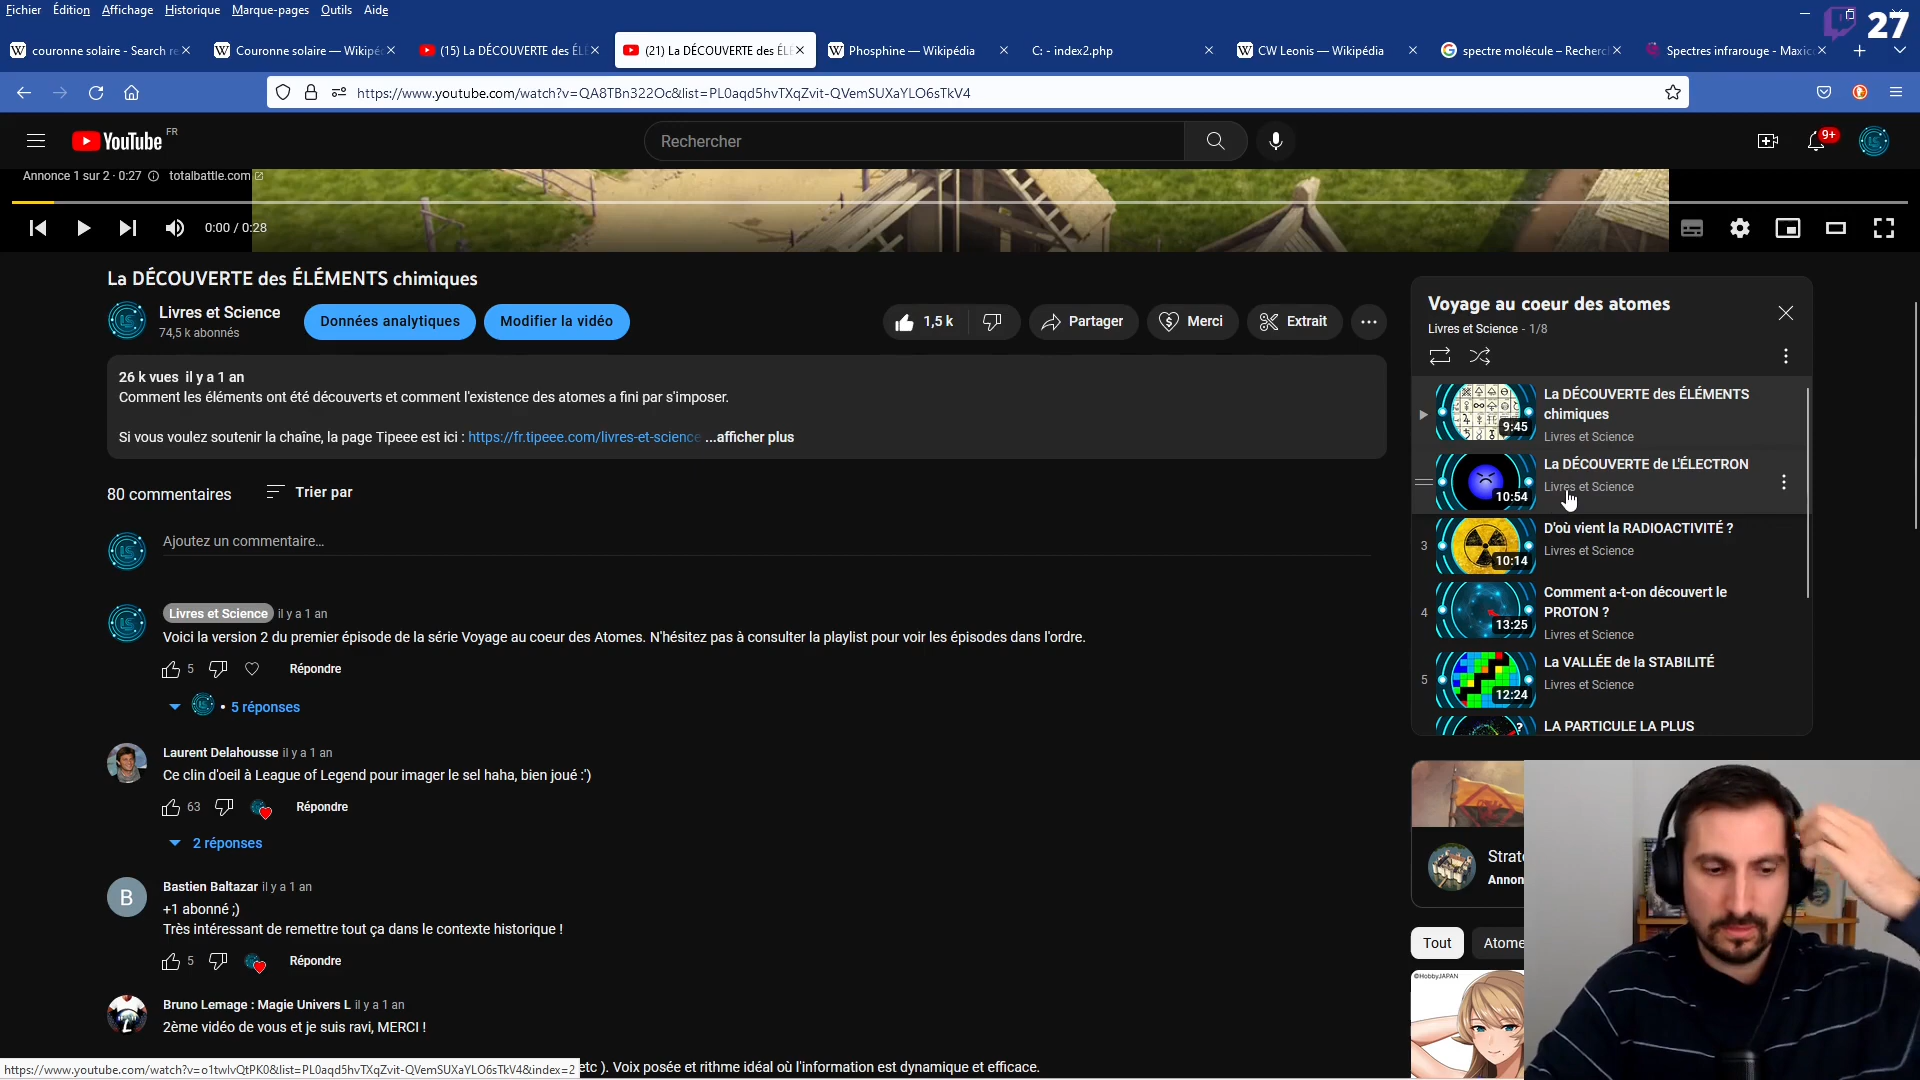 Fichier Édition Affichage Historique Marque-pages Outils Aide
27
couronne solaire - Search re
Couronne solaire — Wikipé
(15) La DÉCOUVERTE des ÉL
(21) La DÉCOUVERTE des ÉL
Phosphine — Wikipédia
C: - index2.php
CW Leonis — Wikipédia
spectre molécule – Recherc
Spectres infrarouge - Maxic
https://www.youtube.com/watch?v=QA8TBn322Oc&list=PL0aqd5hvTXqZvit-QVemSUXaYLO6sTkV4
YouTube FR
Rechercher
9+
Annonce 1 sur 2 · 0:27 totalbattle.com
0:00 / 0:28
La DÉCOUVERTE des ÉLÉMENTS chimiques
Livres et Science
74,5 k abonnés
Données analytiques
Modifier la vidéo
1,5 k
Partager
Merci
Extrait
26 k vues il y a 1 an
Comment les éléments ont été découverts et comment l'existence des atomes a fini par s'imposer.
Si vous voulez soutenir la chaîne, la page Tipeee est ici : https://fr.tipeee.com/livres-et-science ...afficher plus
80 commentaires
Trier par
Ajoutez un commentaire...
Livres et Science il y a 1 an
Voici la version 2 du premier épisode de la série Voyage au coeur des Atomes. N'hésitez pas à consulter la playlist pour voir les épisodes dans l'ordre.
5 Répondre
• 5 réponses
Laurent Delahousse il y a 1 an
Ce clin d'oeil à League of Legend pour imager le sel haha, bien joué :')
63 Répondre
2 réponses
B
Bastien Baltazar il y a 1 an
+1 abonné ;)
Très intéressant de remettre tout ça dans le contexte historique !
5 Répondre
Bruno Lemage : Magie Univers L il y a 1 an
2ème vidéo de vous et je suis ravi, MERCI !
etc ). Voix posée et rithme idéal où l'information est dynamique et efficace.
https://www.youtube.com/watch?v=o1twlvQtPK0&list=PL0aqd5hvTXqZvit-QVemSUXaYLO6sTkV4&index=2
Voyage au coeur des atomes
Livres et Science - 1/8
La DÉCOUVERTE des ÉLÉMENTS
chimiques
9:45
Livres et Science
La DÉCOUVERTE de L'ÉLECTRON
Livres et Science
10:54
3
D'où vient la RADIOACTIVITÉ ?
Livres et Science
10:14
4
Comment a-t-on découvert le
PROTON ?
13:25
Livres et Science
5
La VALLÉE de la STABILITÉ
Livres et Science
12:24
?
LA PARTICULE LA PLUS
Strate
Annon
Tout
Atome
©HobbyJAPAN